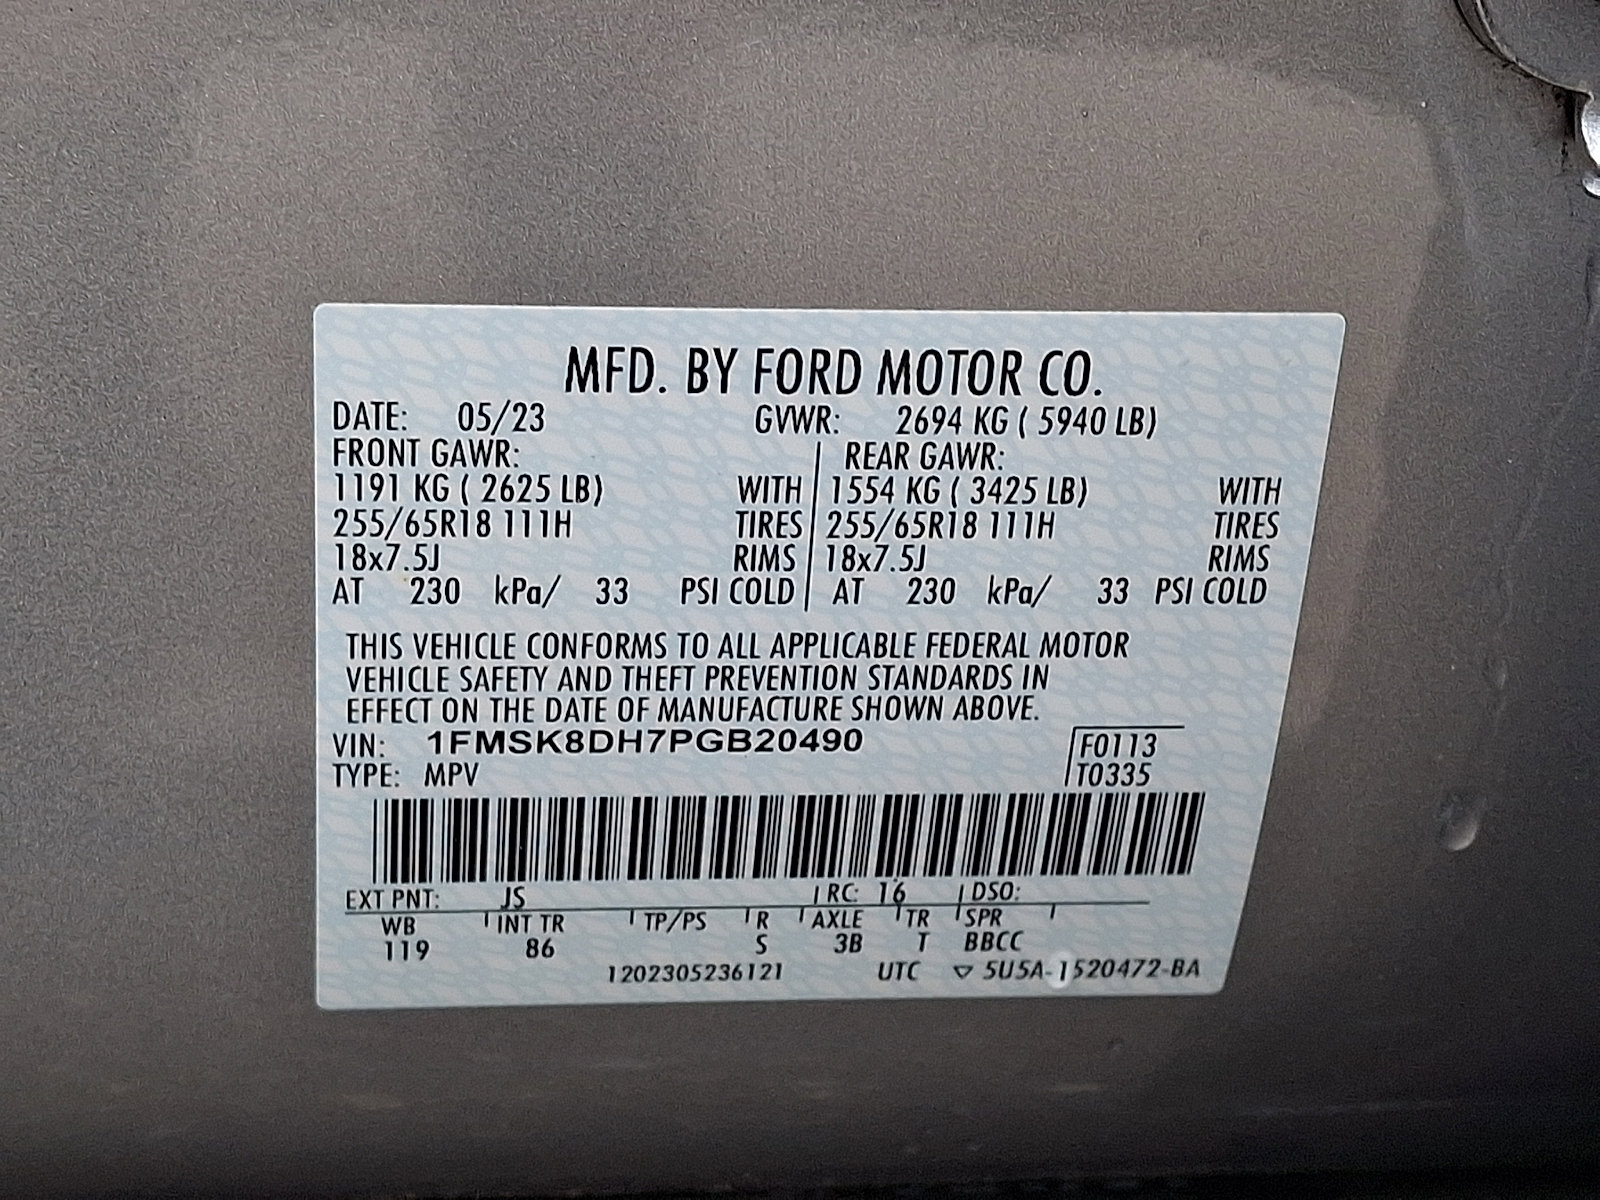 MFD. BY FORD MOTOR CO.
DATE: 05/23 GVWR: 2694 KG ( 5940 LB)
FRONT GAWR: REAR GAWR:
1191 KG ( 2625 LB) WITH 1554 KG ( 3425 LB) WITH
255/65R18 111H TIRES 255/65R18 111H TIRES
18x7.5J RIMS 18x7.5J RIMS
AT 230 kPa/ 33 PSI COLD AT 230 kPa/ 33 PSI COLD
THIS VEHICLE CONFORMS TO ALL APPLICABLE FEDERAL MOTOR
VEHICLE SAFETY AND THEFT PREVENTION STANDARDS IN
EFFECT ON THE DATE OF MANUFACTURE SHOWN ABOVE.
VIN: 1FMSK8DH7PGB20490 F0113
TYPE: MPV T0335
EXT PNT: JS RC: 16 DSO:
WB INT TR TP/PS R AXLE TR SPR
119 86 S 3B T BBCC
1202305236121 UTC ▽ 5U5A-1520472-BA